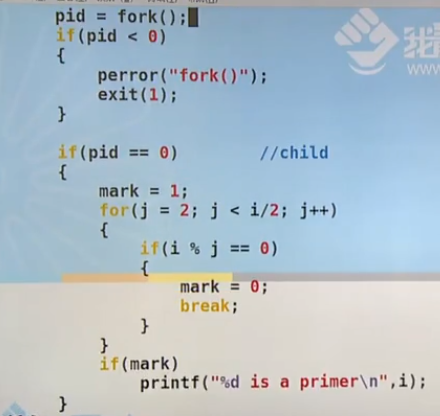 pid = fork();
if(pid < 0)
{
perror("fork()");
exit(1);
}
if(pid == 0) //child
{
mark = 1;
for(j = 2; j < i/2; j++)
{
if(i % j == 0)
{
mark = 0;
break;
}
}
if(mark)
printf("%d is a primer\n",i);
}
www